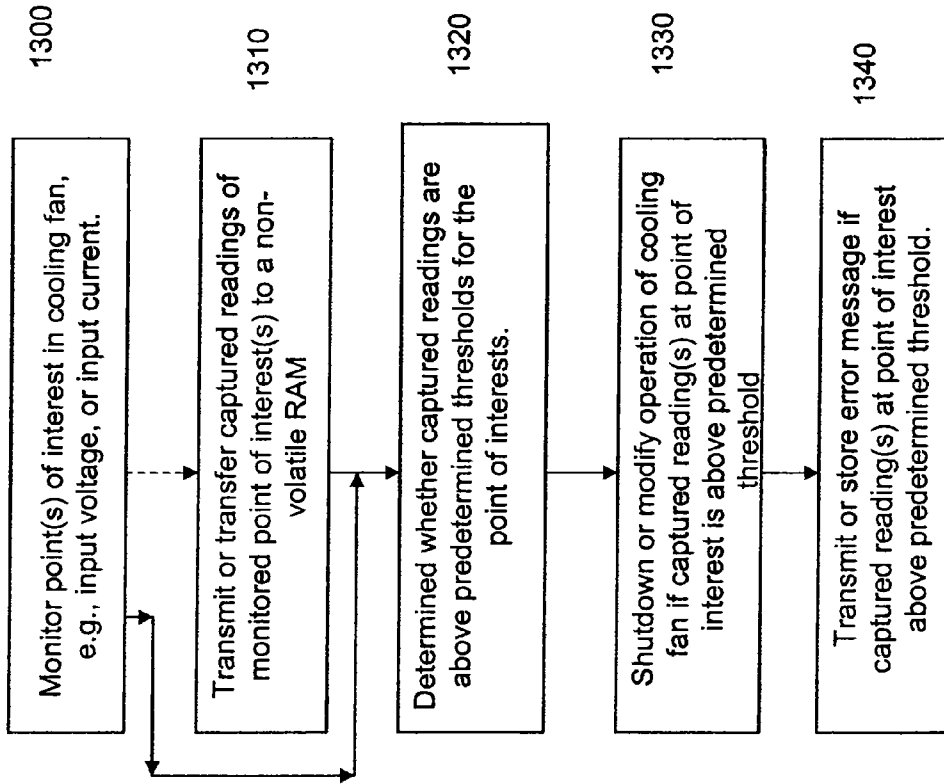 1300
Monitor point(s) of interest in cooling fan,
e.g., input voltage, or input current.
1310
Transmit or transfer captured readings of
monitored point of interest(s) to a non-
volatile RAM
1320
Determined whether captured readings are
above predetermined thresholds for the
point of interests.
1330
Shutdown or modify operation of cooling
fan if captured reading(s) at point of
interest is above predetermined
threshold
1340
Transmit or store error message if
captured reading(s) at point of interest
above predetermined threshold.